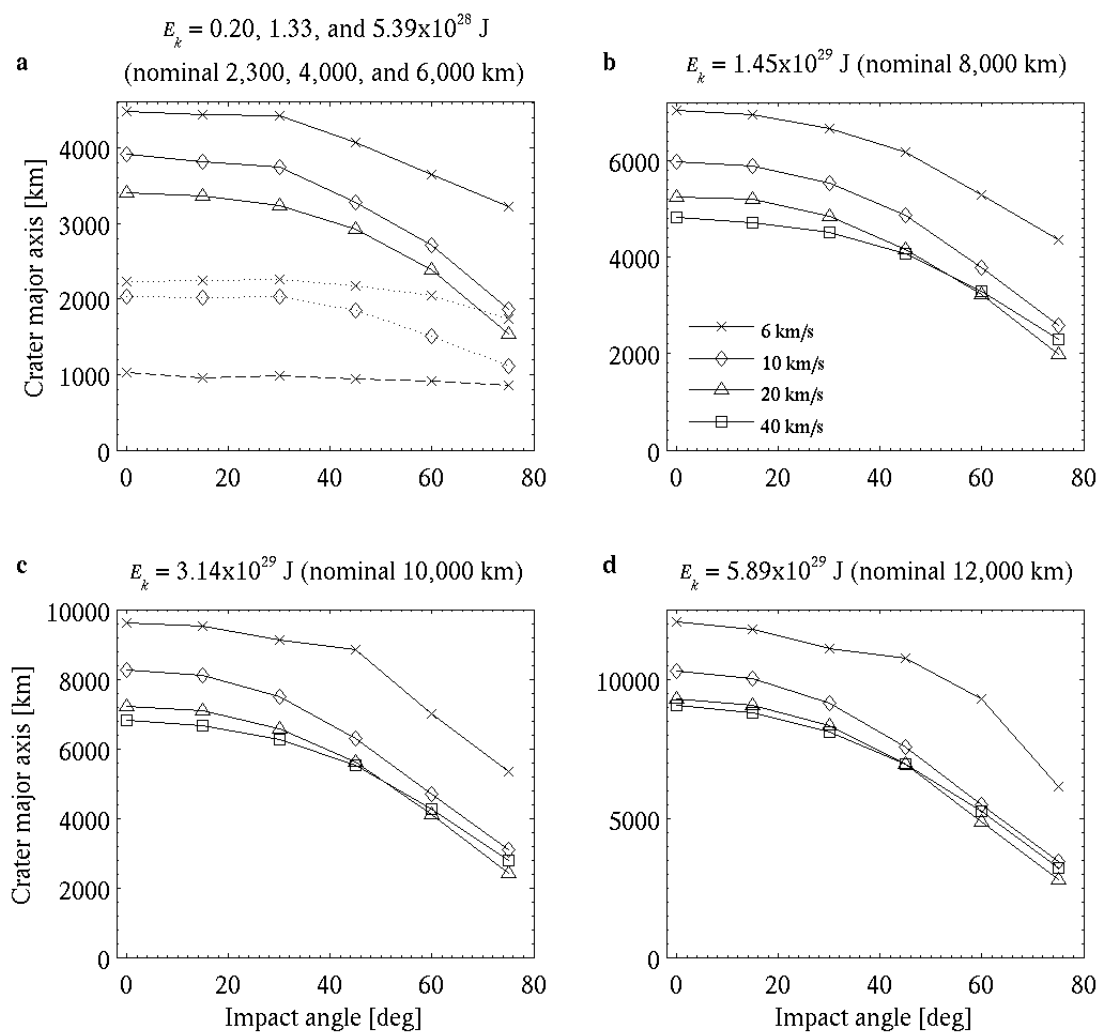 a
E_k = 0.20, 1.33, and 5.39x10^28 J
(nominal 2,300, 4,000, and 6,000 km)
Crater major axis [km]
4000
3000
2000
1000
0
0 20 40 60 80
b
E_k = 1.45x10^29 J (nominal 8,000 km)
6000
4000
2000
0
6 km/s
10 km/s
20 km/s
40 km/s
0 20 40 60 80
c
E_k = 3.14x10^29 J (nominal 10,000 km)
Crater major axis [km]
10000
8000
6000
4000
2000
0
0 20 40 60 80
Impact angle [deg]
d
E_k = 5.89x10^29 J (nominal 12,000 km)
10000
5000
0
0 20 40 60 80
Impact angle [deg]